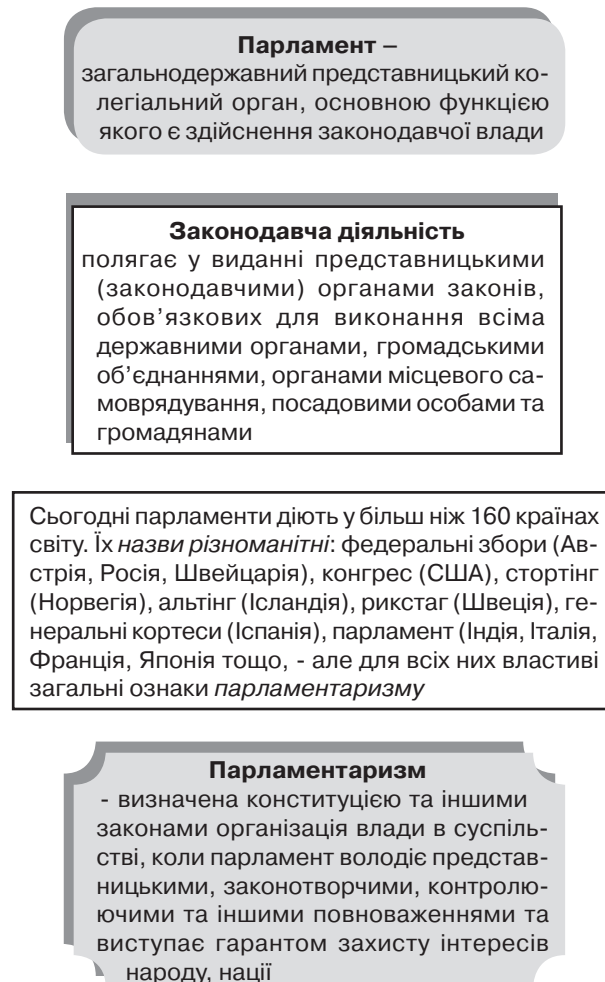 Парламент –
загальнодержавний представницький ко-
легіальний орган, основною функцією
якого є здійснення законодавчої влади
Законодавча діяльність
полягає у виданні представницькими
(законодавчими) органами законів,
обов’язкових для виконання всіма
державними органами, громадськими
об’єднаннями, органами місцевого са-
моврядування, посадовими особами та
громадянами
Сьогодні парламенти діють у більш ніж 160 країнах
світу. Їх назви різноманітні: федеральні збори (Ав-
стрія, Росія, Швейцарія), конгрес (США), стортінг
(Норвегія), альтінг (Ісландія), рикстаг (Швеція), ге-
неральні кортеси (Іспанія), парламент (Індія, Італія,
Франція, Японія тощо, - але для всіх них властиві
загальні ознаки парламентаризму
Парламентаризм
- визначена конституцією та іншими
законами організація влади в суспіль-
стві, коли парламент володіє представ-
ницькими, законотворчими, контролю-
ючими та іншими повноваженнями та
виступає гарантом захисту інтересів
народу, нації